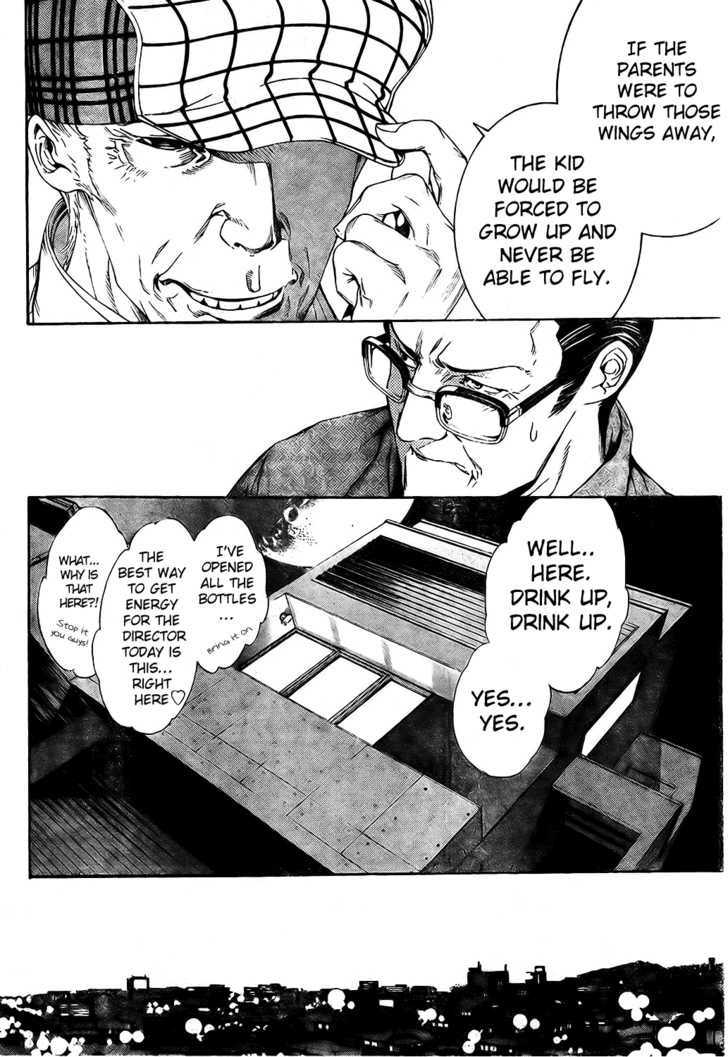 IF THE
PARENTS
WERE TO
THROW THOSE
WINGS AWAY,
THE KID
WOULD BE
FORCED TO
GROW UP AND
NEVER BE
ABLE TO FLY.
WELL..
HERE.
DRINK UP,
DRINK UP.
YES...
YES.
I'VE
OPENED
ALL THE
BOTTLES
...
Bring it on
THE
BEST WAY
TO GET
ENERGY
FOR THE
DIRECTOR
TODAY IS
THIS...
RIGHT
HERE♡
WHAT...
WHY IS
THAT
HERE?!
Stop it
you guys!